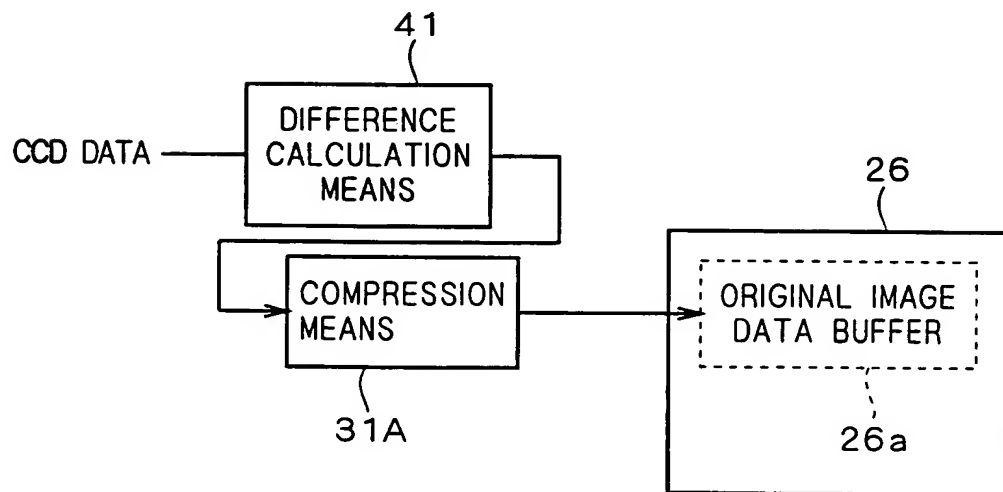 41
DIFFERENCE
CALCULATION
MEANS
CCD DATA
26
COMPRESSION
MEANS
ORIGINAL IMAGE
DATA BUFFER
31A
26a